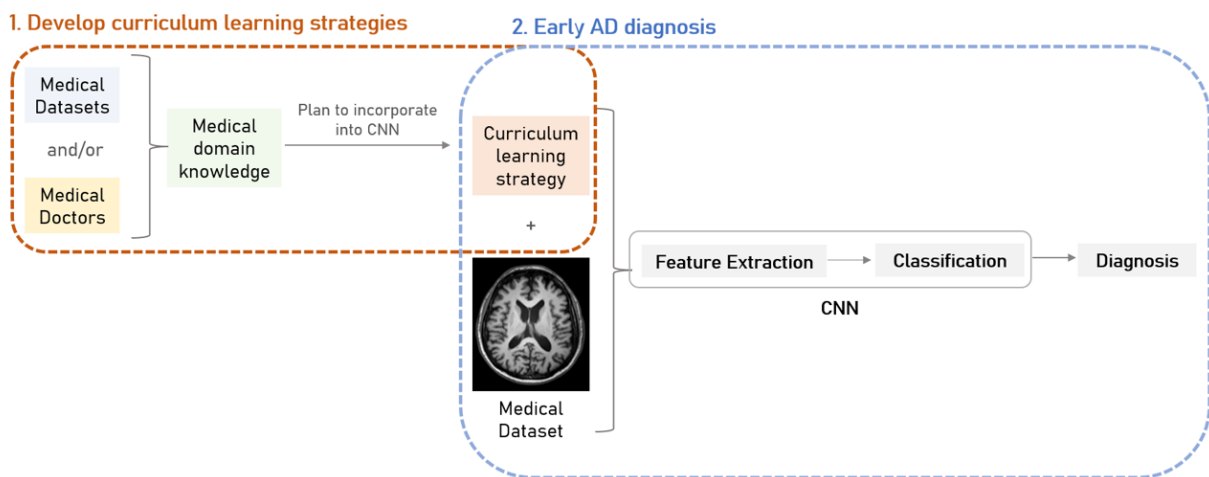 1. Develop curriculum learning strategies
2. Early AD diagnosis
Medical
Datasets
and/or
Medical
Doctors
Medical
domain
knowledge
Plan to incorporate
into CNN
Curriculum
learning
strategy
+
Medical
Dataset
Feature Extraction
Classification
CNN
Diagnosis